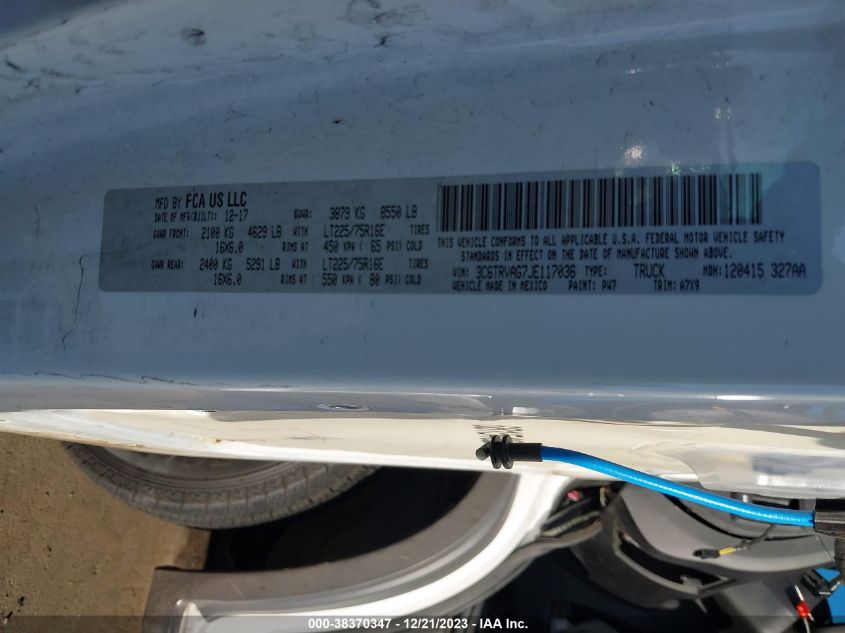 MFD BY FCA US LLC
DATE OF MFR(BUILT): 12-17 GVWR: 3879 KG 8550 LB
GAWR FRONT: 2100 KG 4629 LB WITH LT225/75R16E TIRES
16X6.0 RIMS AT 450 KPA ( 65 PSI) COLD
GAWR REAR: 2400 KG 5291 LB WITH LT225/75R16E TIRES
16X6.0 RIMS AT 550 KPA ( 80 PSI) COLD
THIS VEHICLE CONFORMS TO ALL APPLICABLE U.S.A. FEDERAL MOTOR VEHICLE SAFETY
STANDARDS IN EFFECT ON THE DATE OF MANUFACTURE SHOWN ABOVE.
VIN: 3C6TRVAG7JE117036 TYPE: TRUCK MDH: 120415 327AA
VEHICLE MADE IN MEXICO PAINT: PW7 TRIM: A7X9
000-38370347 - 12/21/2023 - IAA Inc.